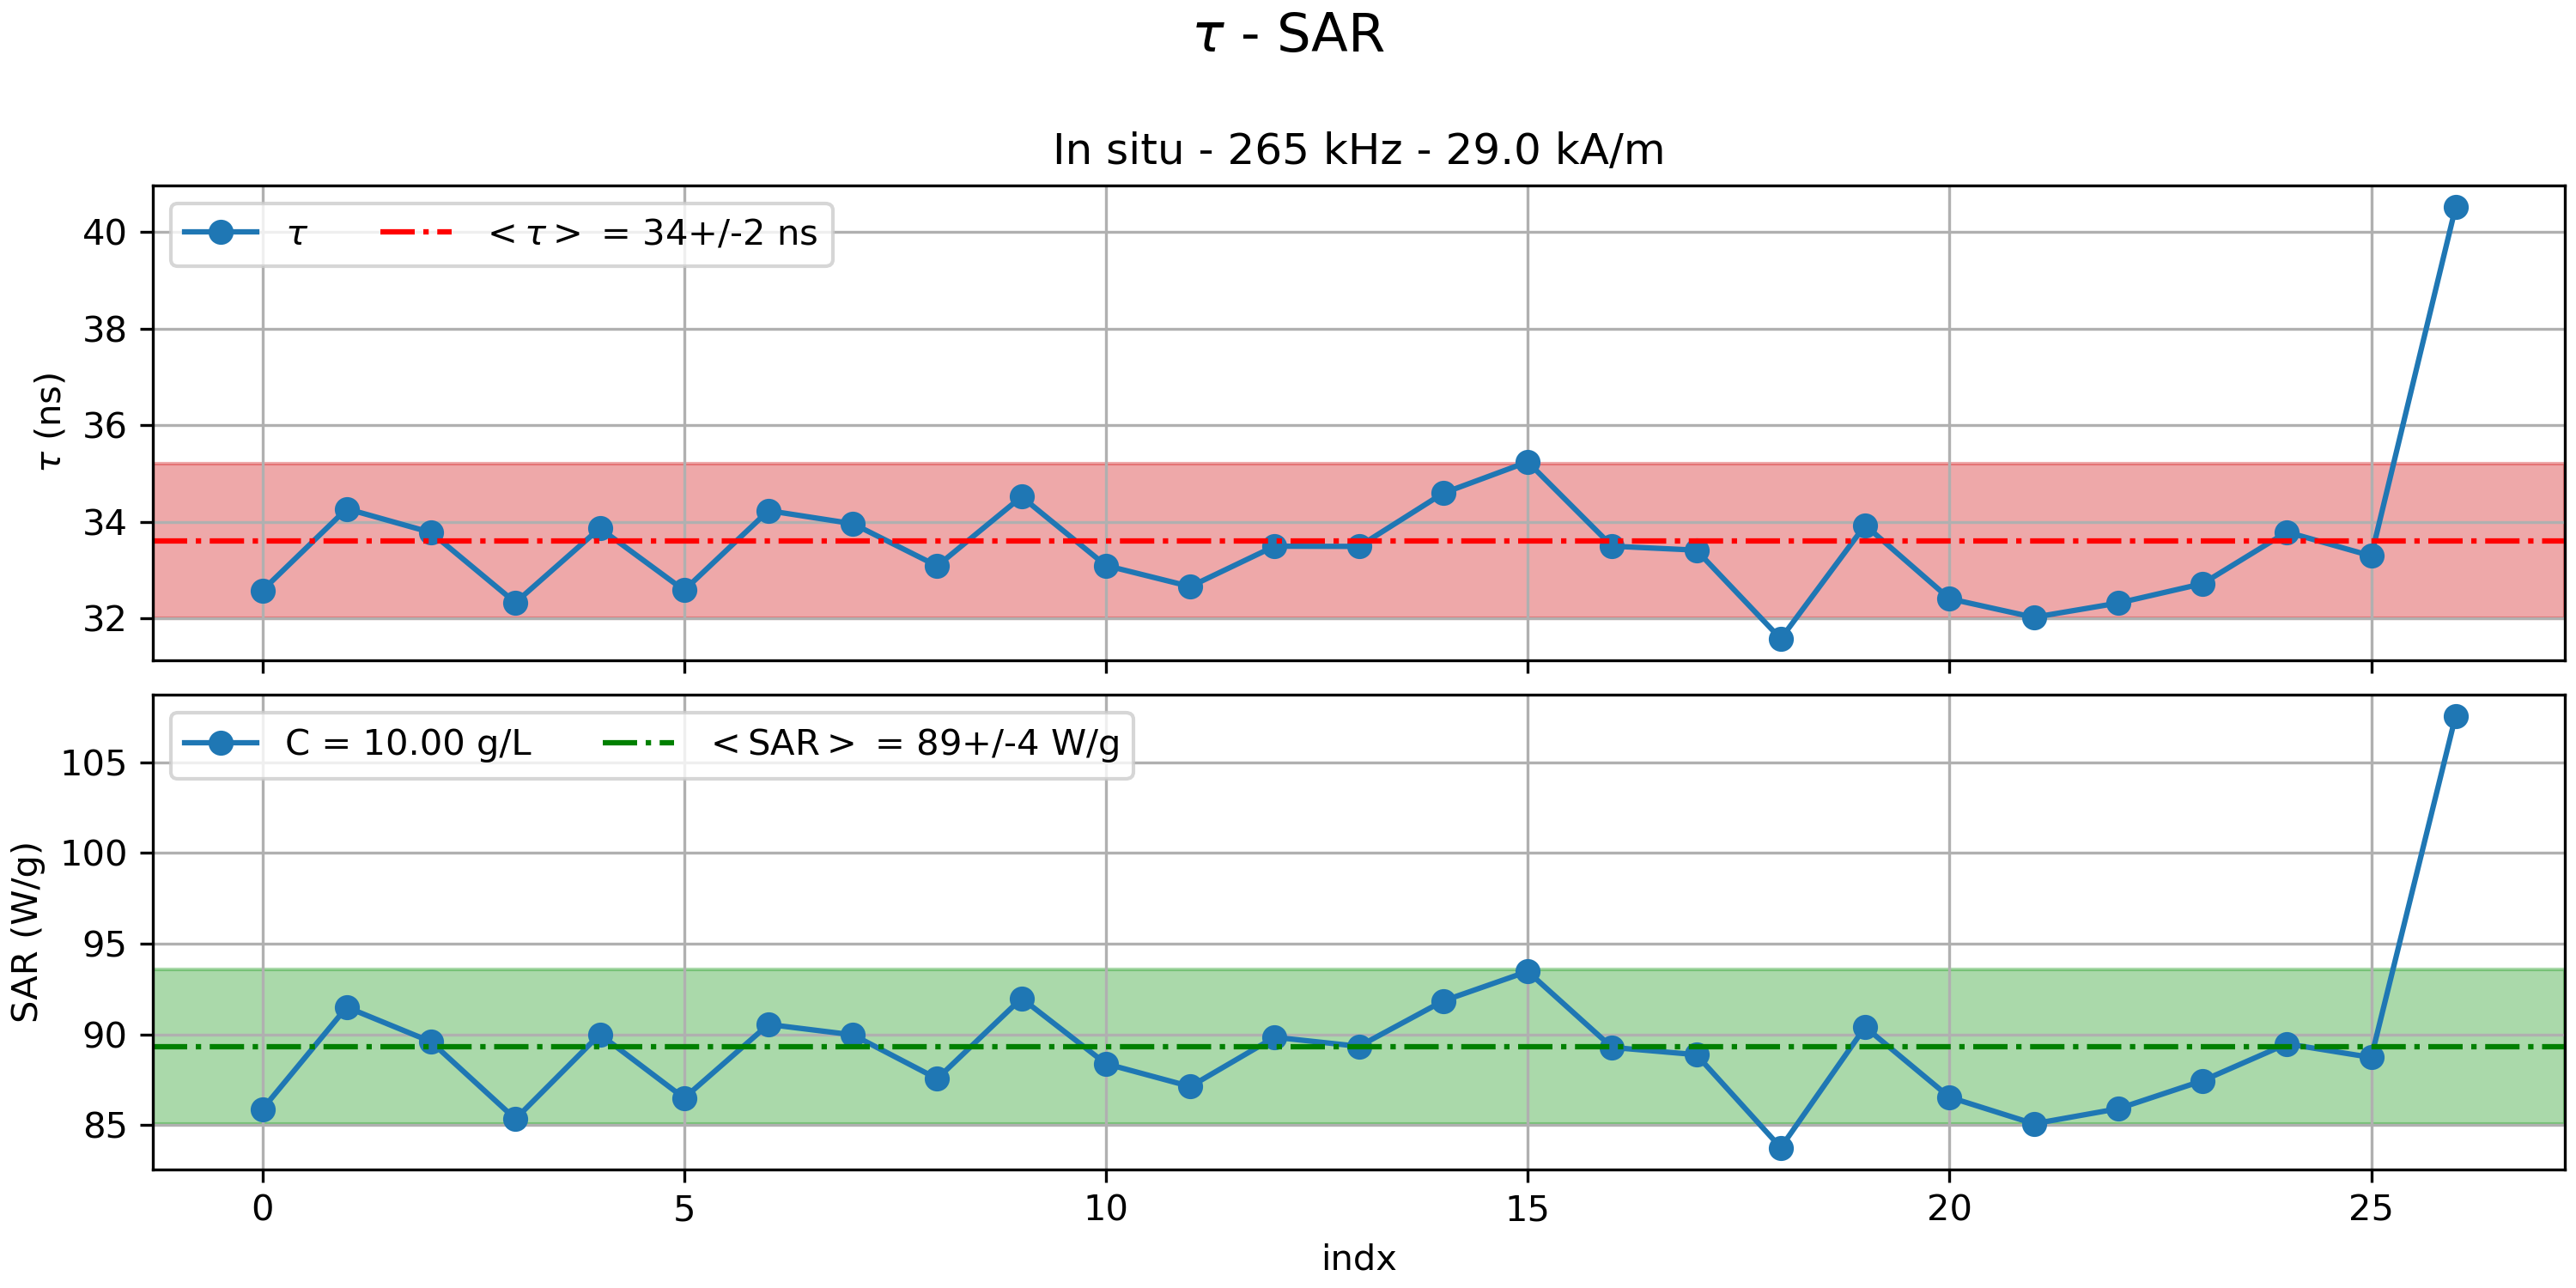 τ - SAR
In situ - 265 kHz - 29.0 kA/m
τ (ns)
40
38
36
34
32
τ
<τ> = 34+/-2 ns
SAR (W/g)
105
100
95
90
85
C = 10.00 g/L
<SAR> = 89+/-4 W/g
0 5 10 15 20 25
indx